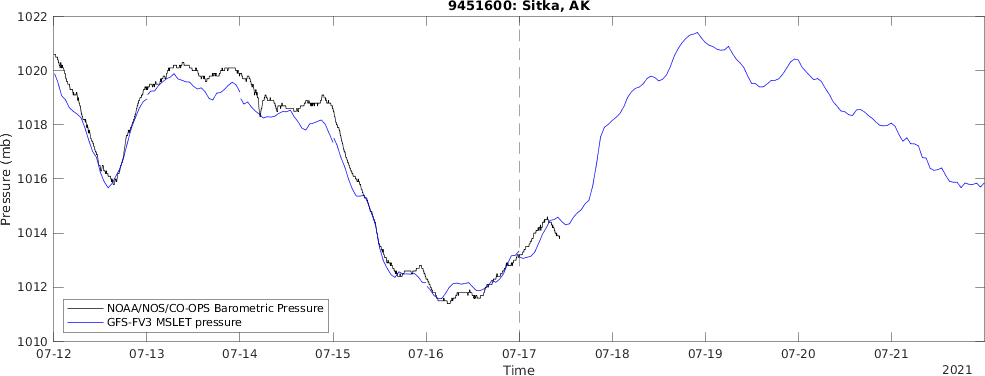 9451600: Sitka, AK
1022
1020
1018
1016
1014
1012
1010
Pressure (mb)
NOAA/NOS/CO-OPS Barometric Pressure
GFS-FV3 MSLET pressure
07-12 07-13 07-14 07-15 07-16 07-17 07-18 07-19 07-20 07-21
Time
2021